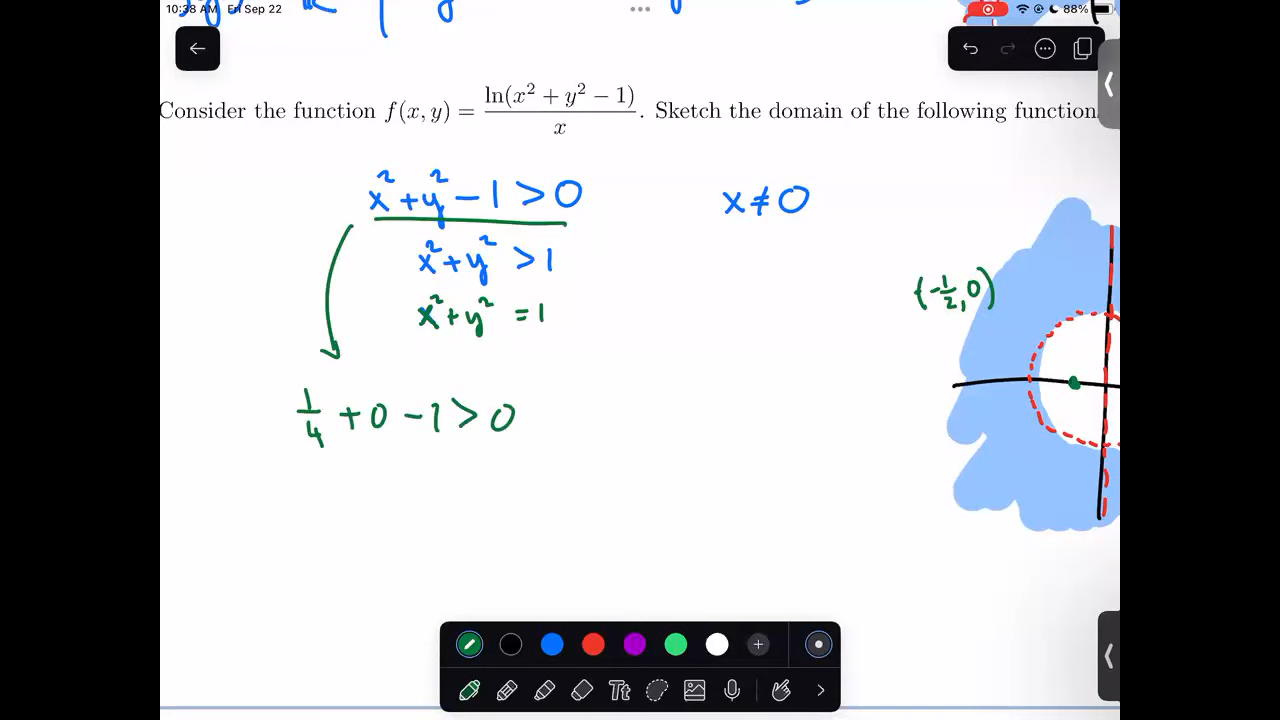 10:38 AM Fri Sep 22
88%
Consider the function f(x, y) = ln(x² + y² − 1) / x. Sketch the domain of the following function.
x² + y² − 1 > 0
x ≠ 0
x² + y² > 1
(-1/2, 0)
x² + y² = 1
1/4 + 0 − 1 > 0
Tt